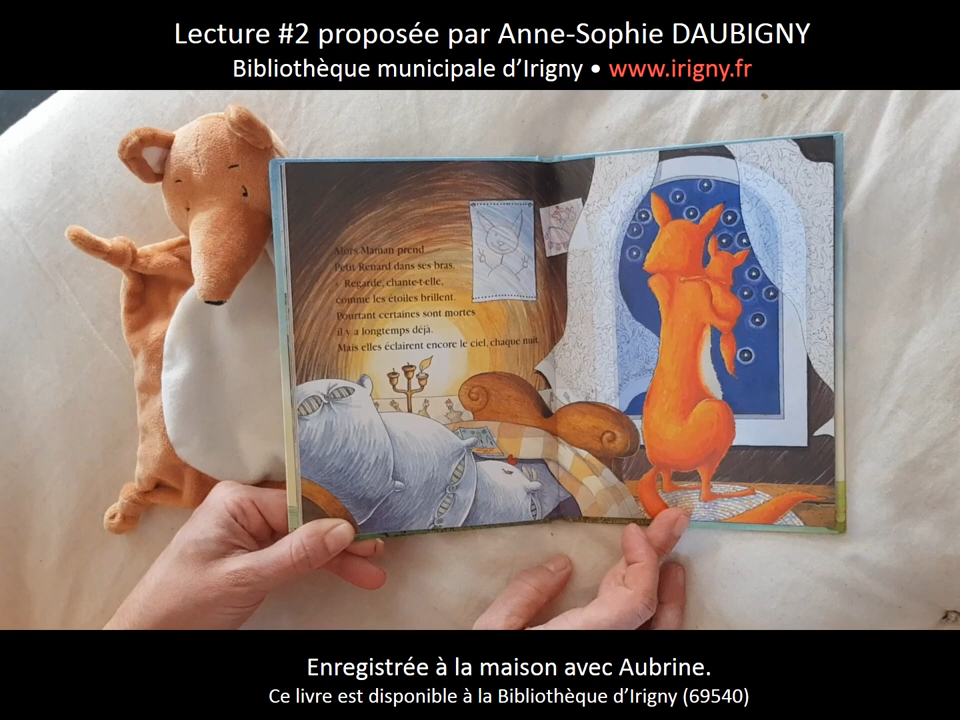 Lecture #2 proposée par Anne-Sophie DAUBIGNY
Bibliothèque municipale d’Irigny • www.irigny.fr
Alors Maman prend
Petit Renard dans ses bras.
« Regarde, chante-t-elle,
comme les étoiles brillent.
Pourtant certaines sont mortes
il y a longtemps déjà.
Mais elles éclairent encore le ciel, chaque nuit.
Enregistrée à la maison avec Aubrine.
Ce livre est disponible à la Bibliothèque d’Irigny (69540)